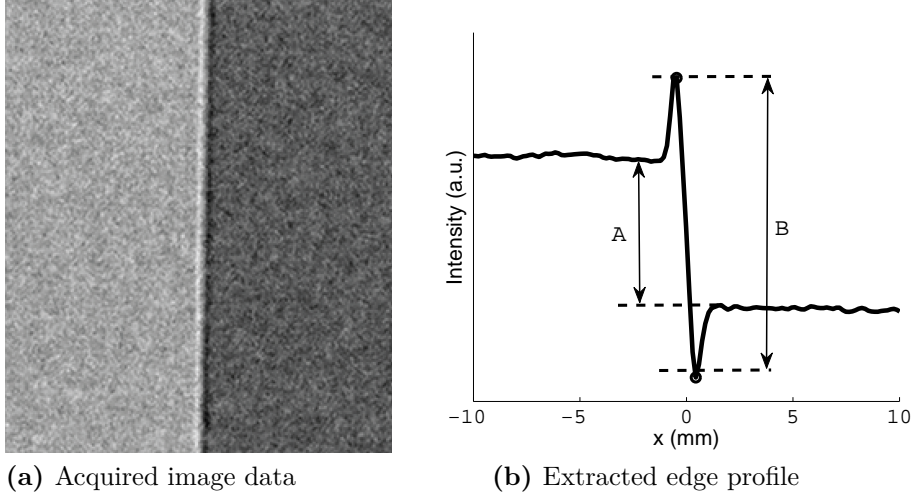 Intensity (a.u.)
A
B
−10
−5
0
5
10
x (mm)
(a) Acquired image data
(b) Extracted edge profile